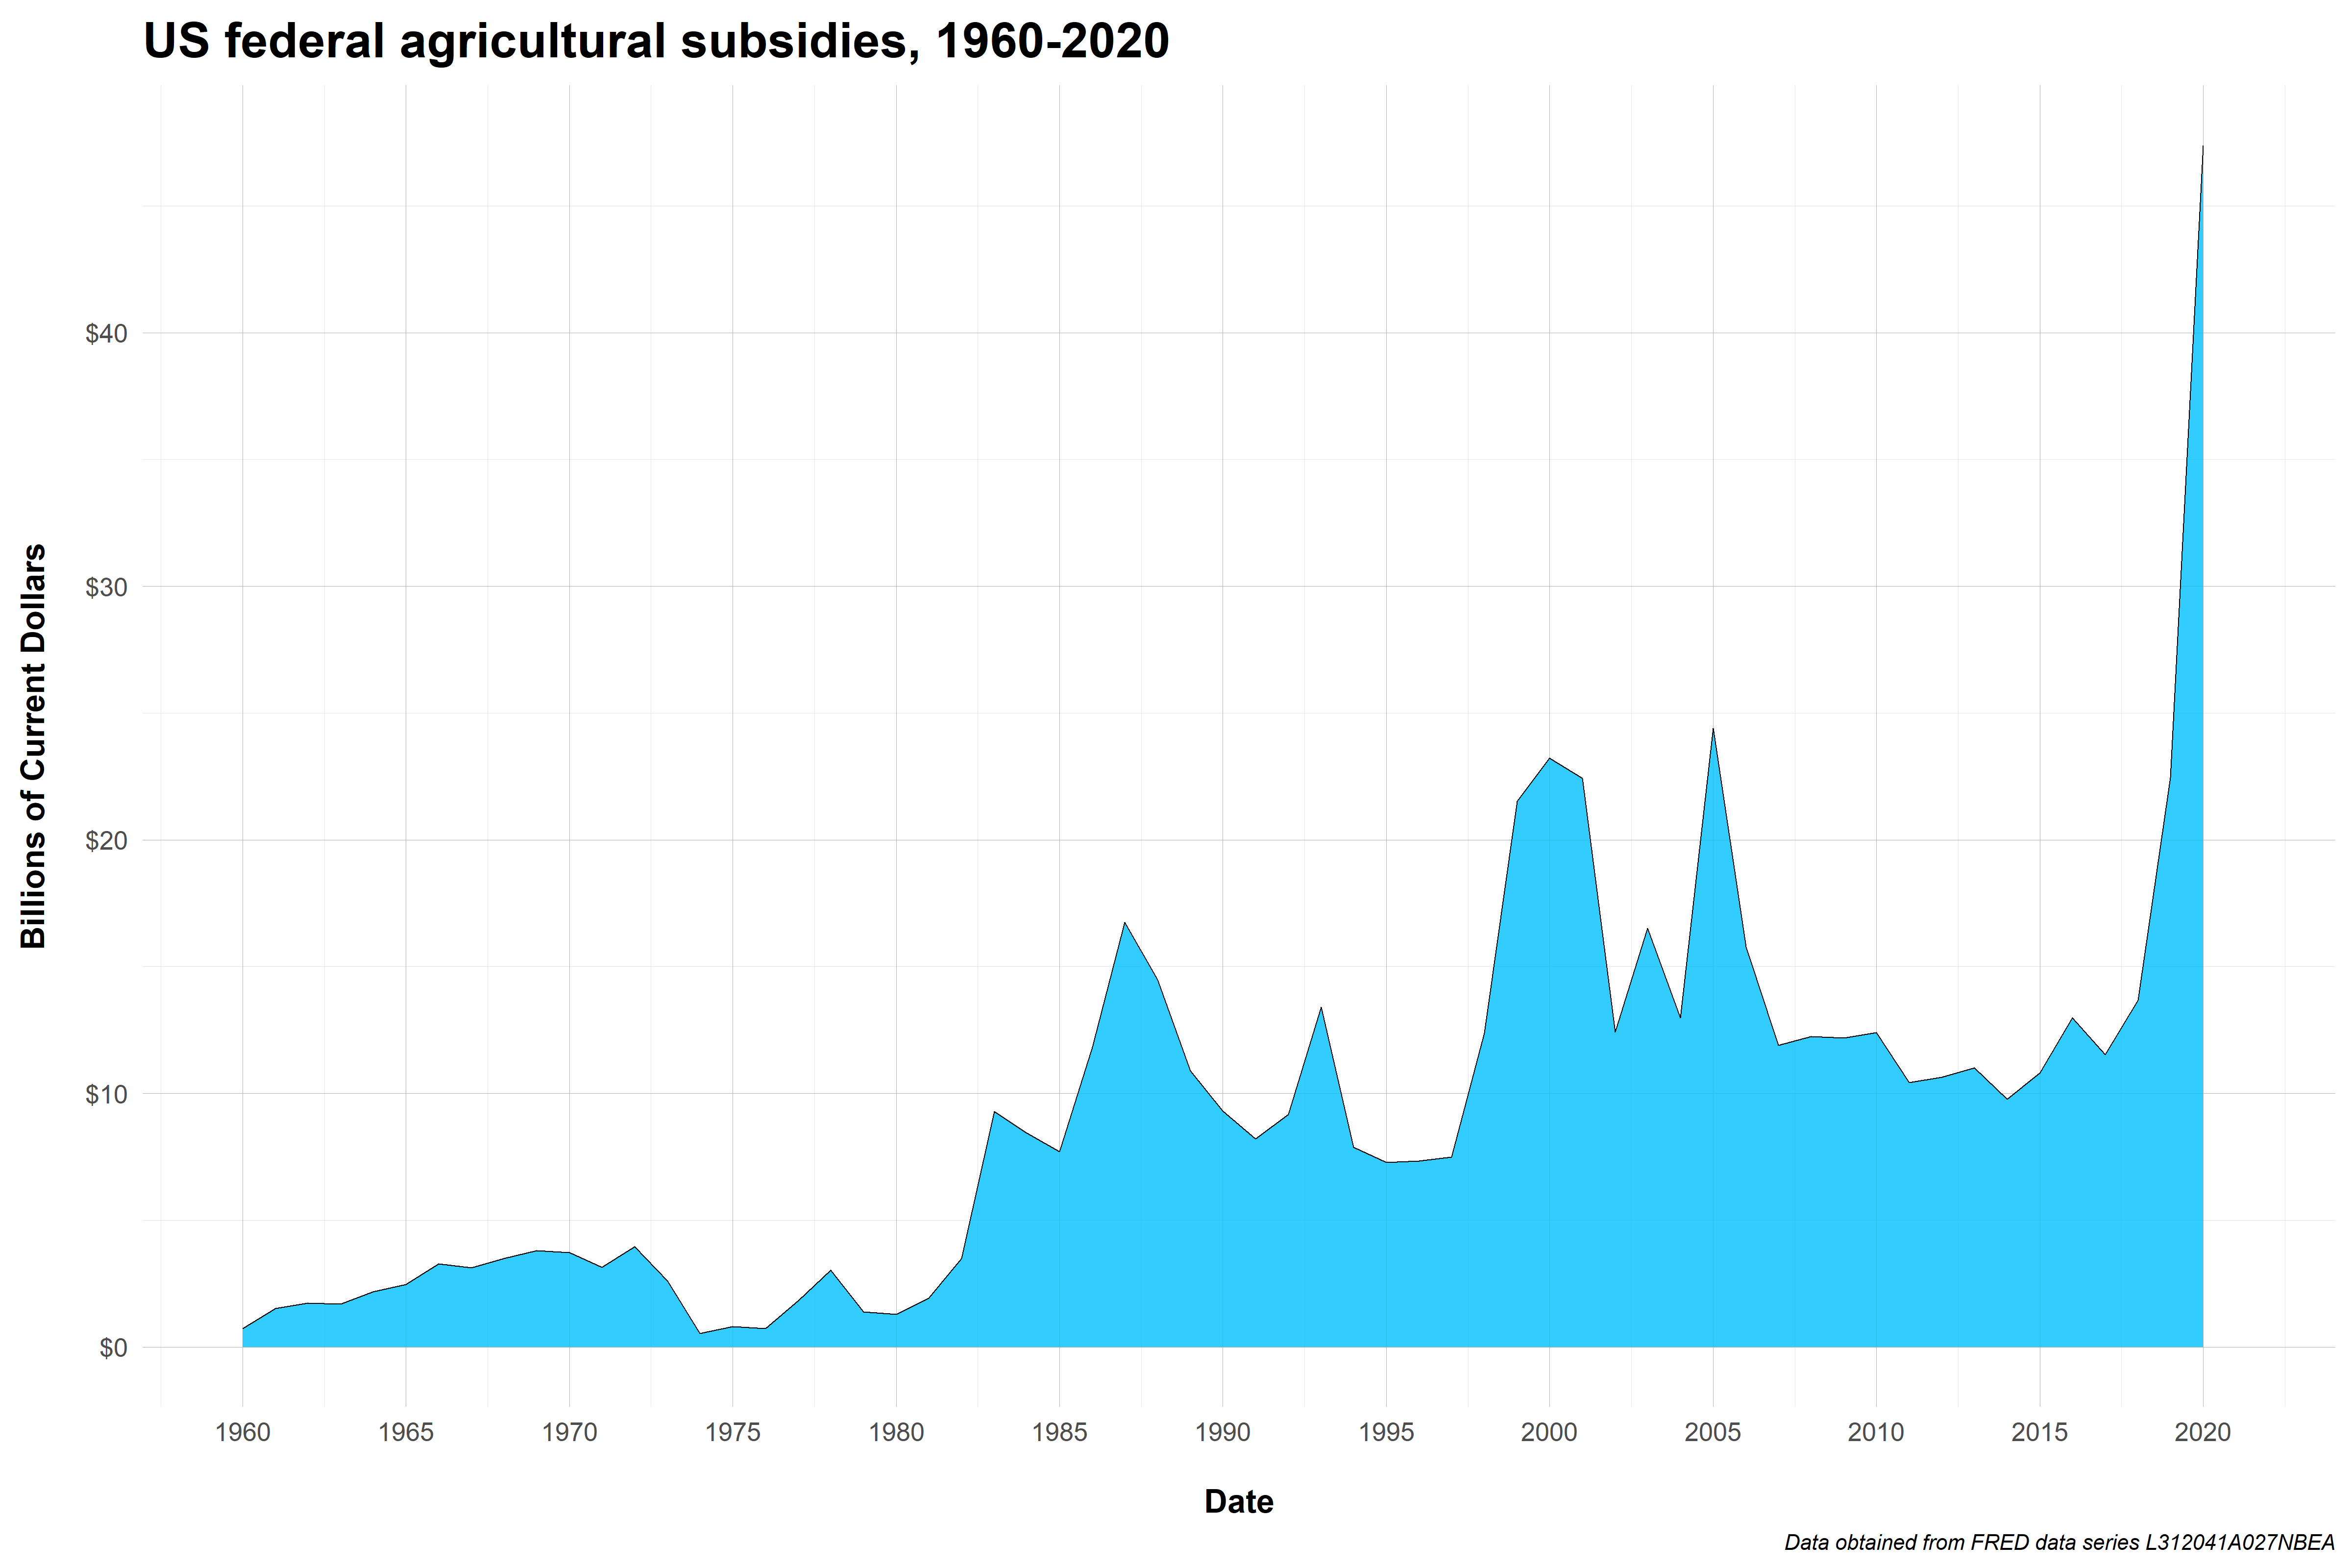 US federal agricultural subsidies, 1960-2020
Billions of Current Dollars
$40
$30
$20
$10
$0
1960 1965 1970 1975 1980 1985 1990 1995 2000 2005 2010 2015 2020
Date
Data obtained from FRED data series L312041A027NBEA